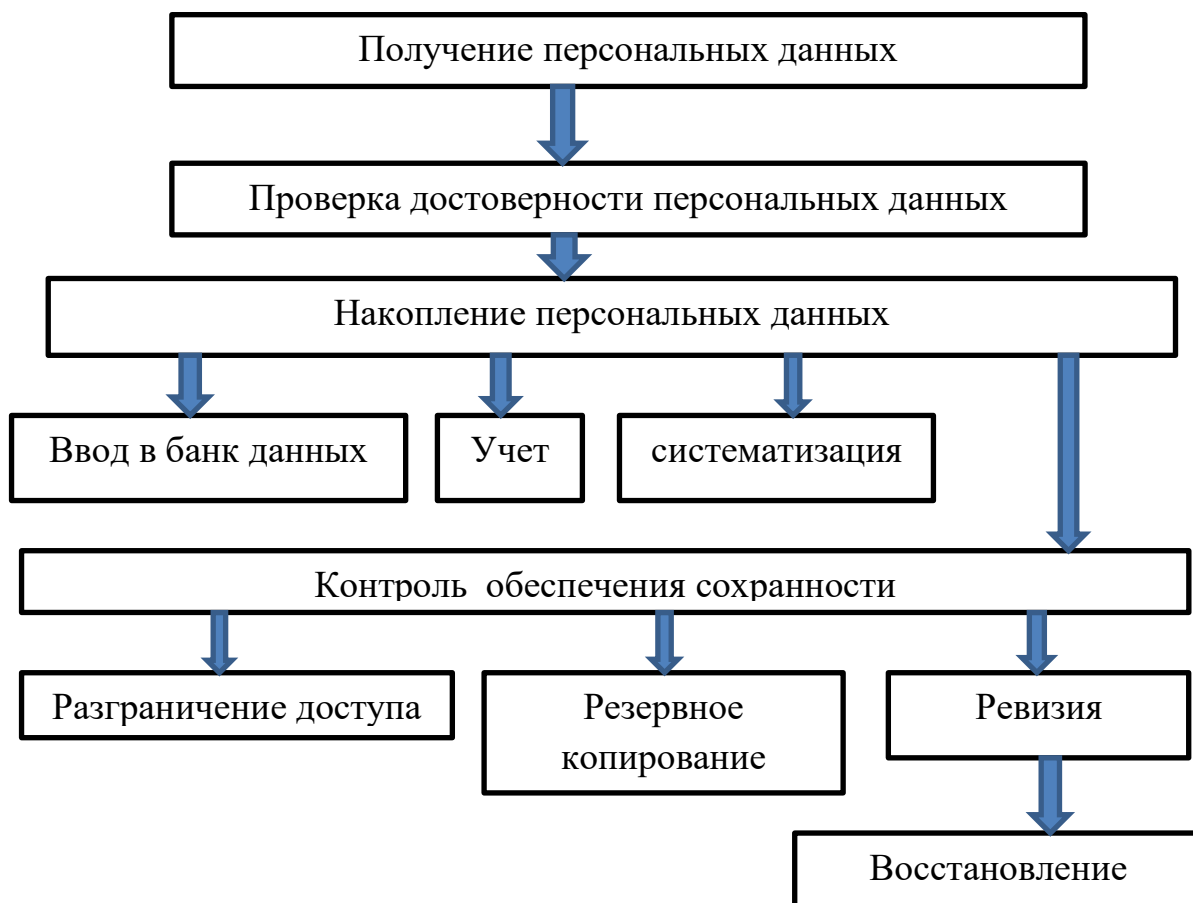 Получение персональных данных
Проверка достоверности персональных данных
Накопление персональных данных
Ввод в банк данных
Учет
систематизация
Контроль обеспечения сохранности
Разграничение доступа
Резервное
копирование
Ревизия
Восстановление